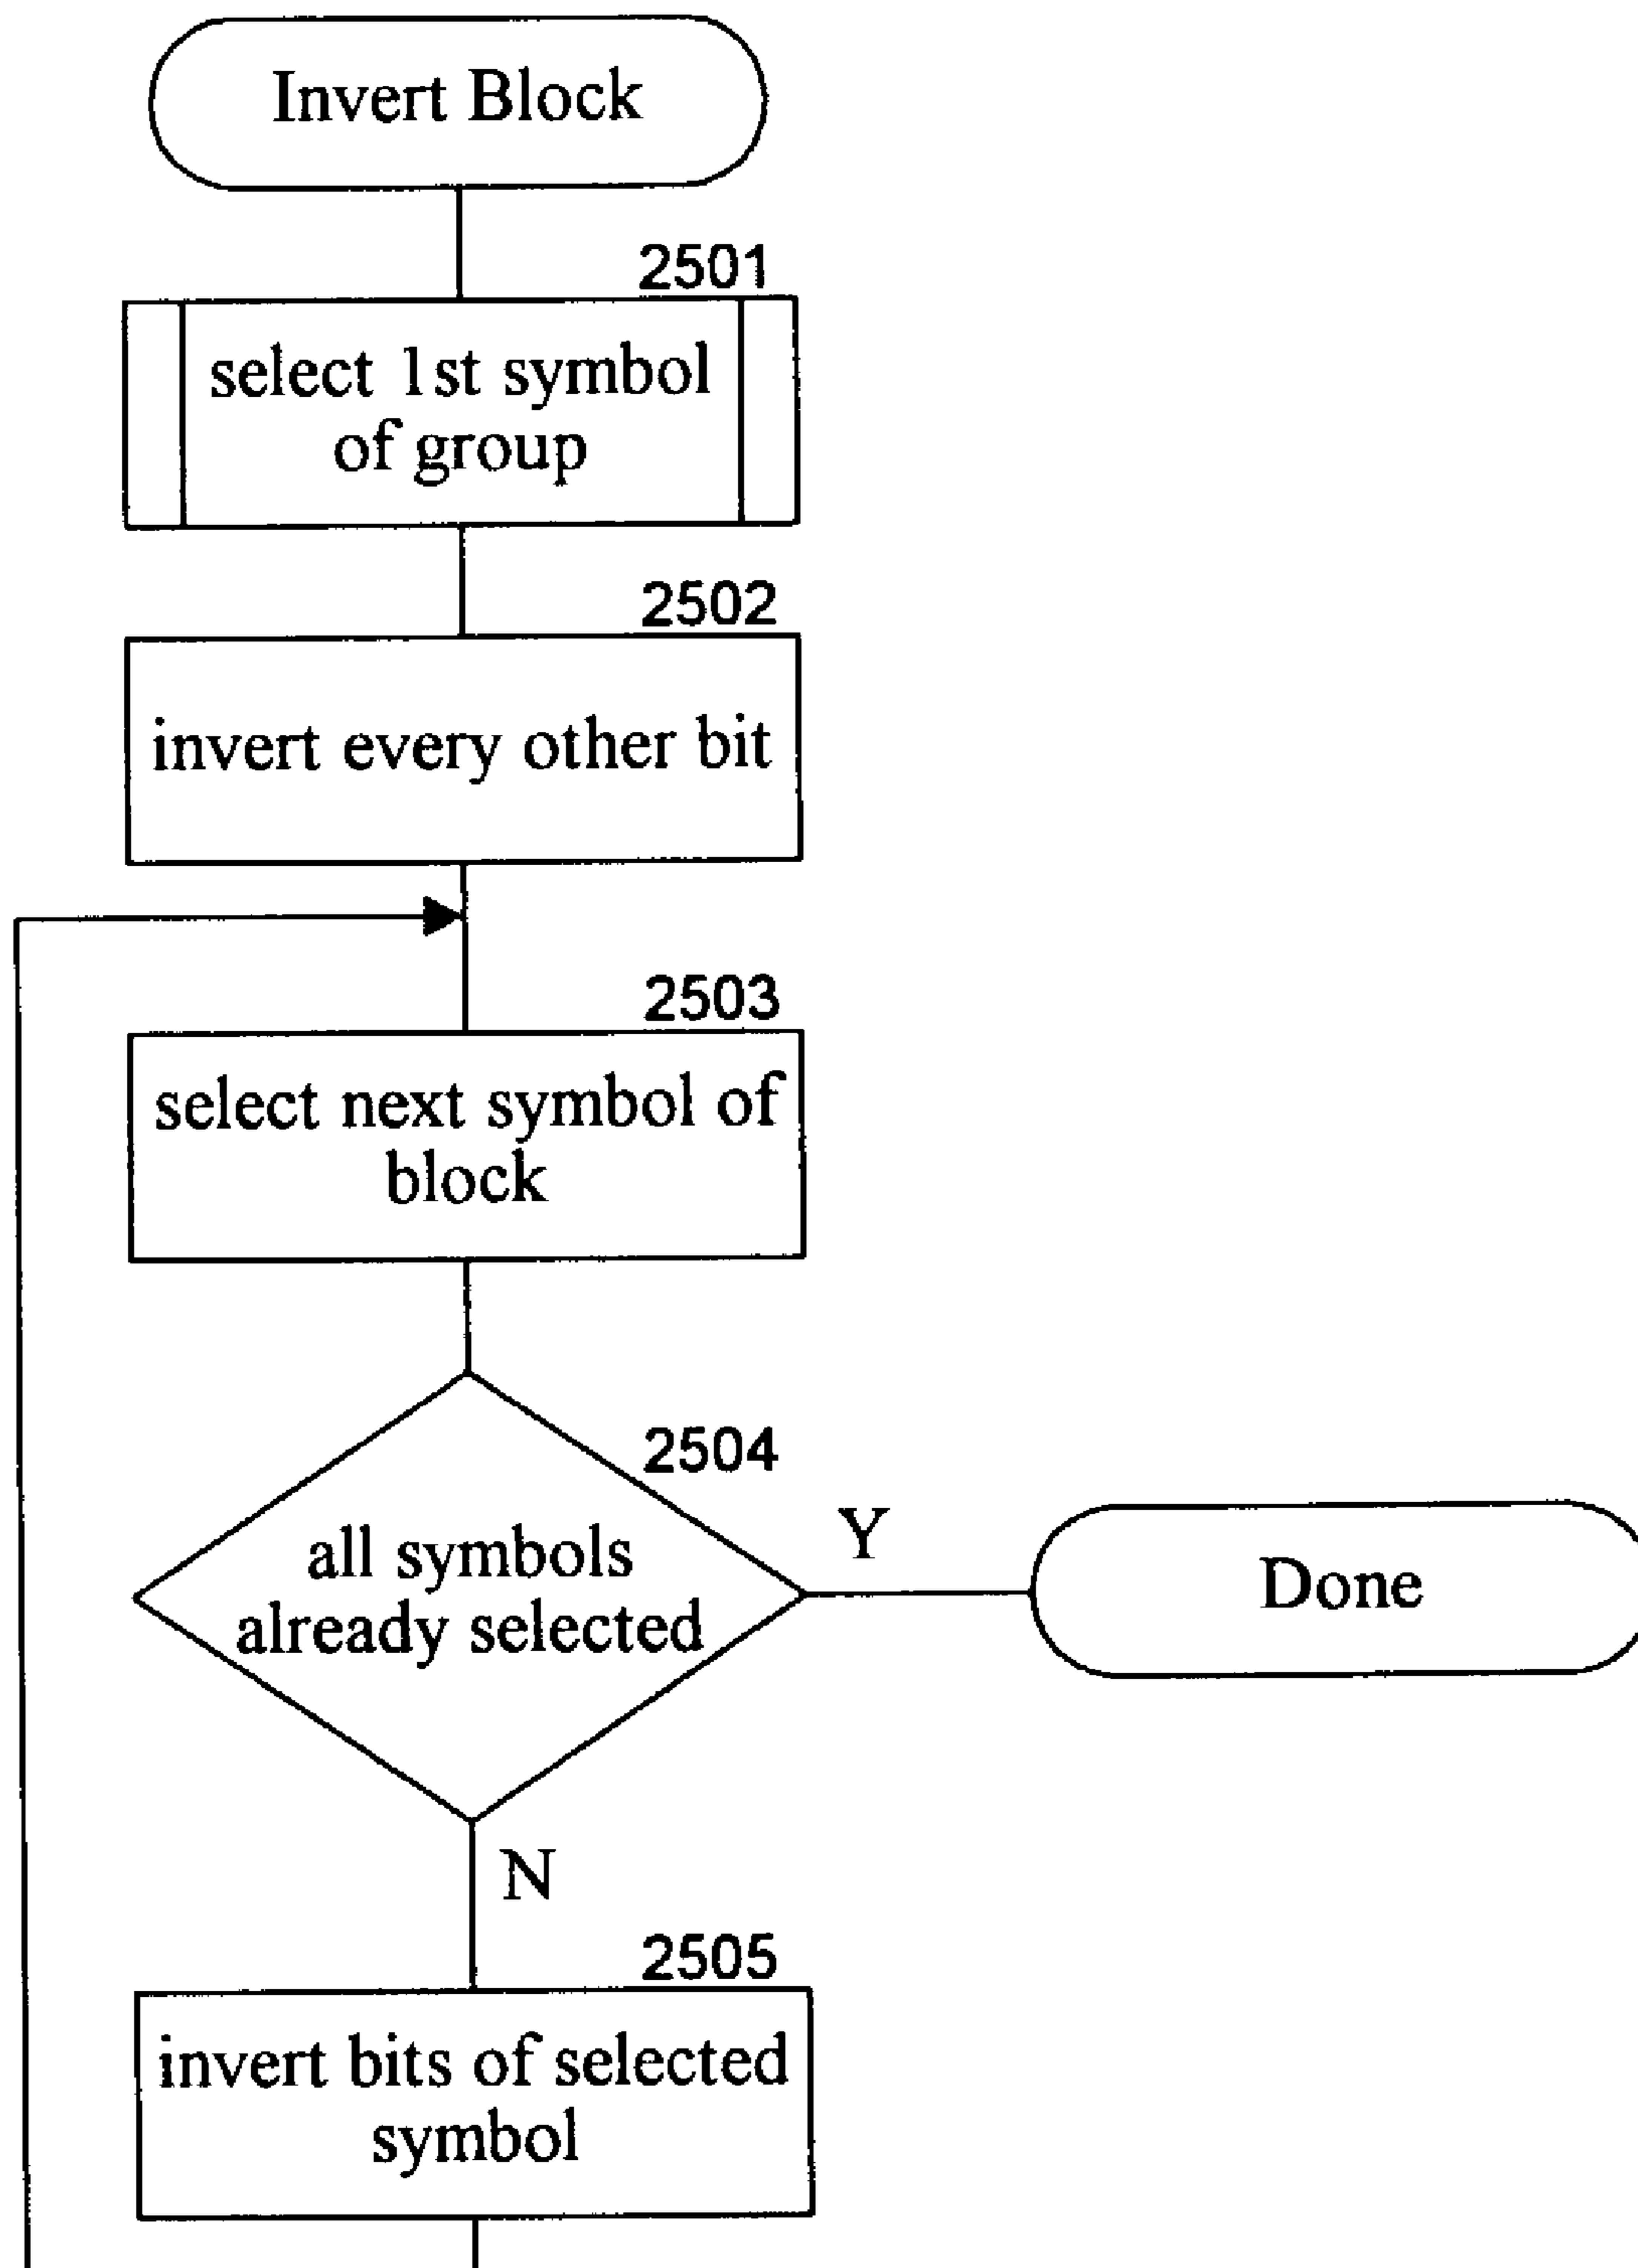 Invert Block
2501
select 1st symbol
of group
2502
invert every other bit
2503
select next symbol of
block
2504
all symbols
already selected
Y
Done
N
2505
invert bits of selected
symbol